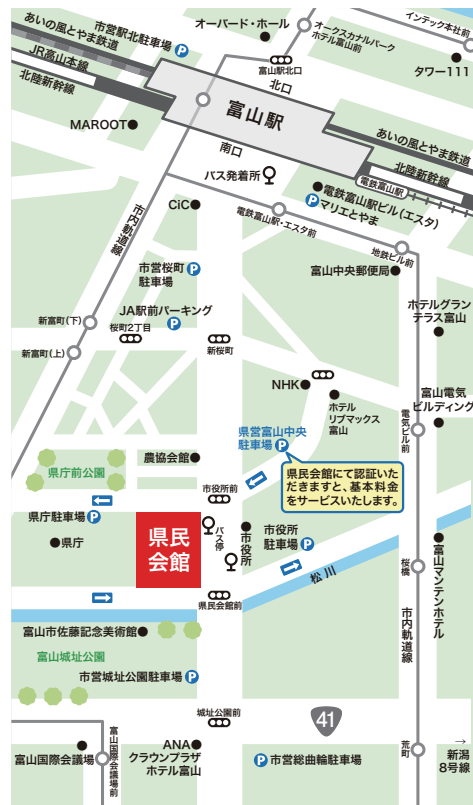 インテック本社前
オーバード・ホール
オークスカナルパーク
ホテル富山前
市営駅北駐車場 P
あいの風とやま鉄道
JR高山本線
北陸新幹線
富山駅北口
北口
タワー111
富山駅
MAROOT
南口
あいの風とやま鉄道
北陸新幹線
バス発着所
電鉄富山駅
電鉄富山駅ビル(エスタ)
P マリエとやま
CiC
市内軌道線
電鉄富山駅・エスタ前
地鉄ビル前
市営桜町
駐車場
P
富山中央郵便局
JA駅前パーキング
P
ホテルグラン
テラス富山
新富町(下)
桜町2丁目
新富町(上)
新桜町
NHK
ホテル
リブマックス
富山
富山電気
ビルディング
電気ビル前
県営富山中央
駐車場 P
農協会館
県民会館にて認証いた
だきますと、基本料金
をサービスいたします。
県庁前公園
市役所前
県庁駐車場 P
県庁
県民
会館
バス停
市役所
市役所
駐車場 P
松川
桜橋
富山マンテンホテル
県民会館前
市内軌道線
富山市佐藤記念美術館
富山城址公園
市営城址公園駐車場 P
城址公園前
41
富山国際会議場
富山国際会議場前
ANA
クラウンプラザ
ホテル富山
P 市営総曲輪駐車場
荒町
→
新潟
8号線